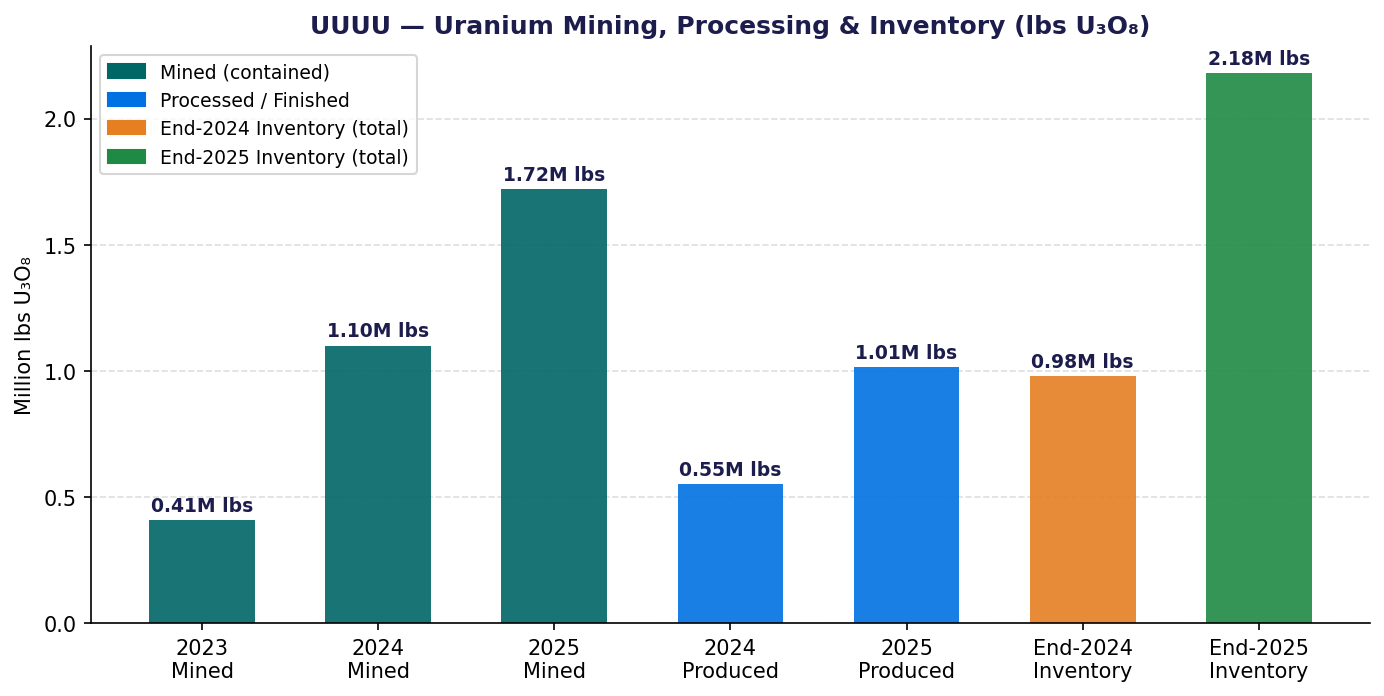 UUUU — Uranium Mining, Processing & Inventory (lbs U₃O₈)
Mined (contained)
Processed / Finished
End-2024 Inventory (total)
End-2025 Inventory (total)
Million lbs U₃O₈
2.0
1.5
1.0
0.5
0.0
0.41M lbs
1.10M lbs
1.72M lbs
0.55M lbs
1.01M lbs
0.98M lbs
2.18M lbs
2023
Mined
2024
Mined
2025
Mined
2024
Produced
2025
Produced
End-2024
Inventory
End-2025
Inventory